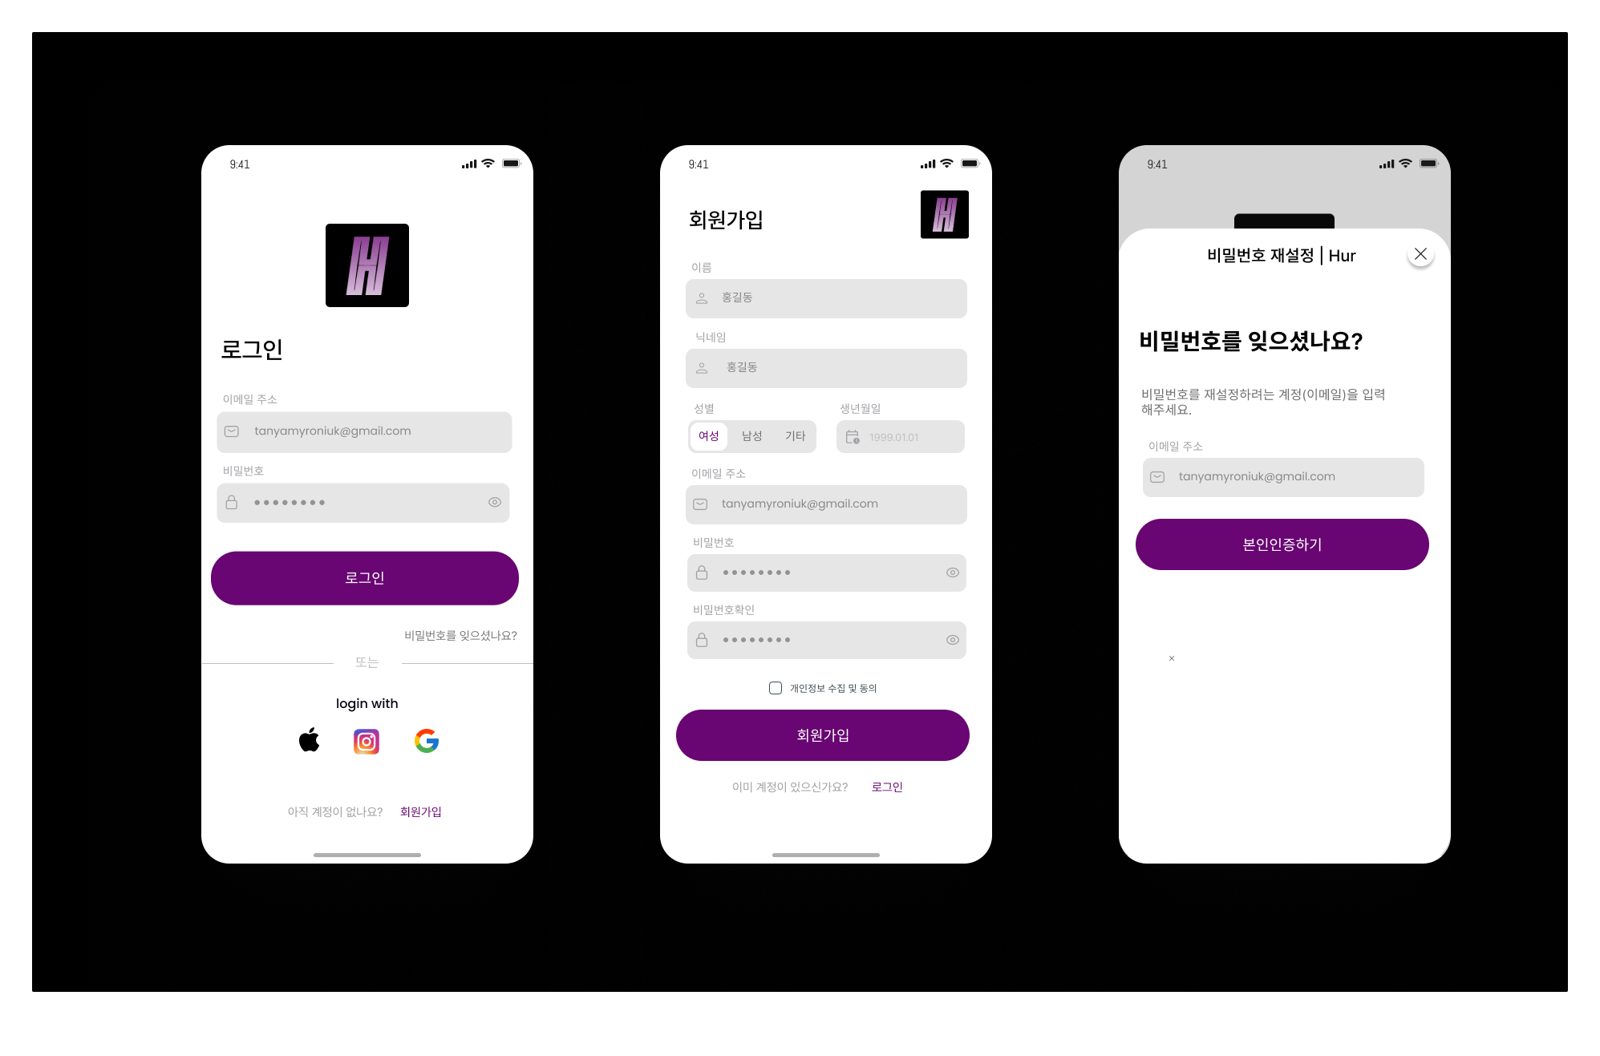 9:41
H
로그인
이메일 주소
tanyamyroniuk@gmail.com
비밀번호
로그인
비밀번호를 잊으셨나요?
또는
login with
아직 계정이 없나요? 회원가입
9:41
회원가입
H
이름
홍길동
닉네임
홍길동
성별 생년월일
여성 남성 기타 1999.01.01
이메일 주소
tanyamyroniuk@gmail.com
비밀번호
비밀번호확인
개인정보 수집 및 동의
회원가입
이미 계정이 있으신가요? 로그인
9:41
비밀번호 재설정 | Hur
비밀번호를 잊으셨나요?
비밀번호를 재설정하려는 계정(이메일)을 입력
해주세요.
이메일 주소
tanyamyroniuk@gmail.com
본인인증하기